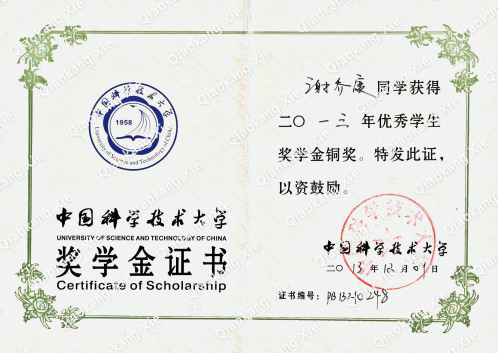 中国科学技术大学
1958
University of Science and Technology of China
中国科学技术大学
UNIVERSITY OF SCIENCE AND TECHNOLOGY OF CHINA
奖学金证书
Certificate of Scholarship
谢乔康 同学获得
二〇一三 年优秀学生
奖学金铜奖。特发此证，
以资鼓励。
中国科学技术大学
二〇13年12月01日
证书编号：PB13210248
Qiaokang Xie